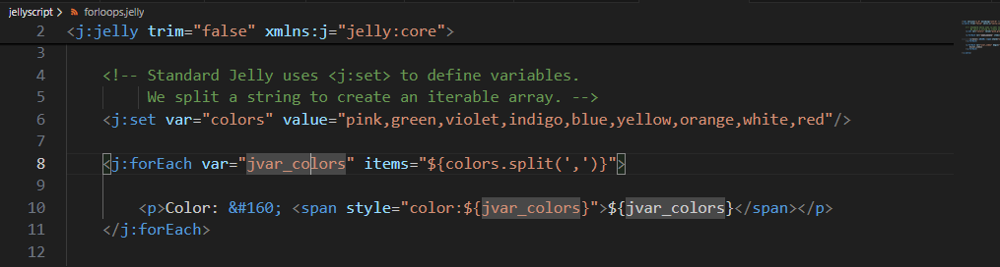 jellyscript > forloops.jelly
2 <j:jelly trim="false" xmlns:j="jelly:core">
3
4 <!-- Standard Jelly uses <j:set> to define variables.
5 We split a string to create an iterable array. -->
6 <j:set var="colors" value="pink,green,violet,indigo,blue,yellow,orange,white,red"/>
7
8 <j:forEach var="jvar_colors" items="${colors.split(',')}">
9
10 <p>Color: &#160; <span style="color:${jvar_colors}">${jvar_colors}</span></p>
11 </j:forEach>
12